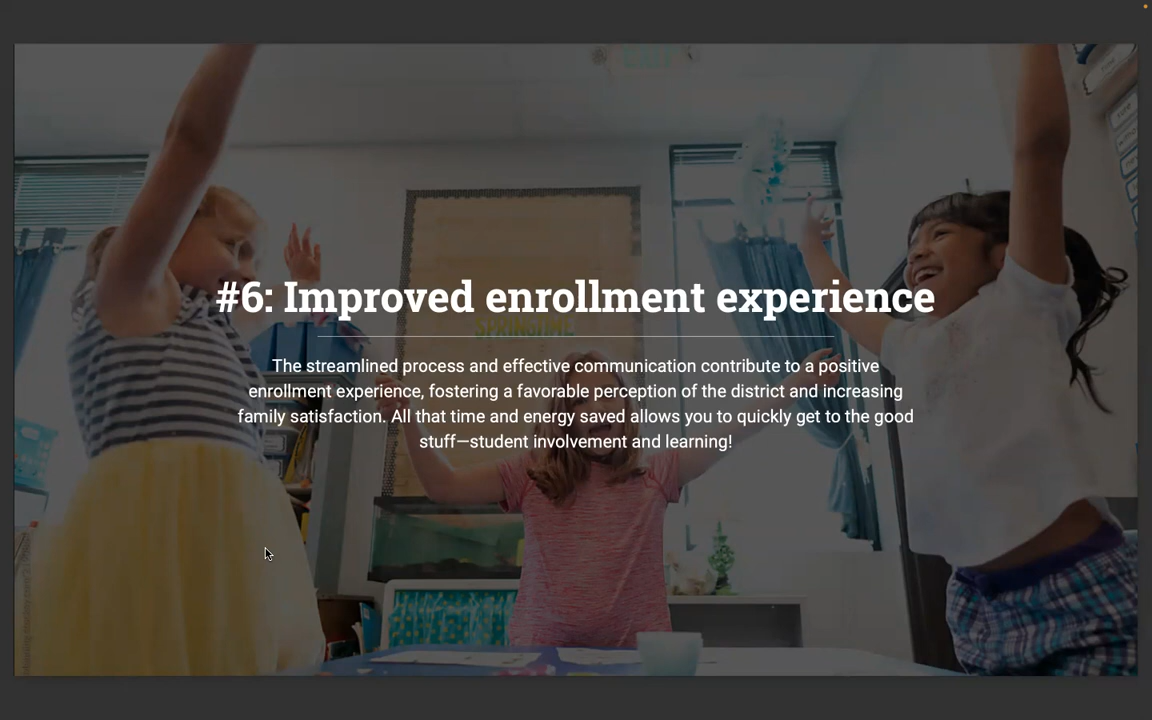 EXIT
#6: Improved enrollment experience
SPRINGTIME
The streamlined process and effective communication contribute to a positive
enrollment experience, fostering a favorable perception of the district and increasing
family satisfaction. All that time and energy saved allows you to quickly get to the good
stuff—student involvement and learning!